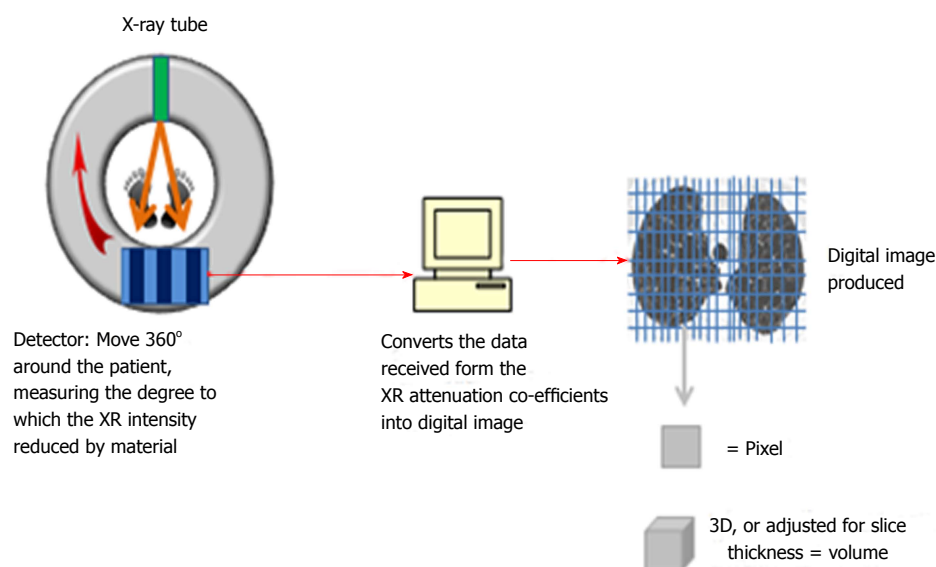 X-ray tube
Detector: Move 360°
around the patient,
measuring the degree to
which the XR intensity
reduced by material
Converts the data
received form the
XR attenuation co-efficients
into digital image
Digital image
produced
= Pixel
3D, or adjusted for slice
thickness = volume